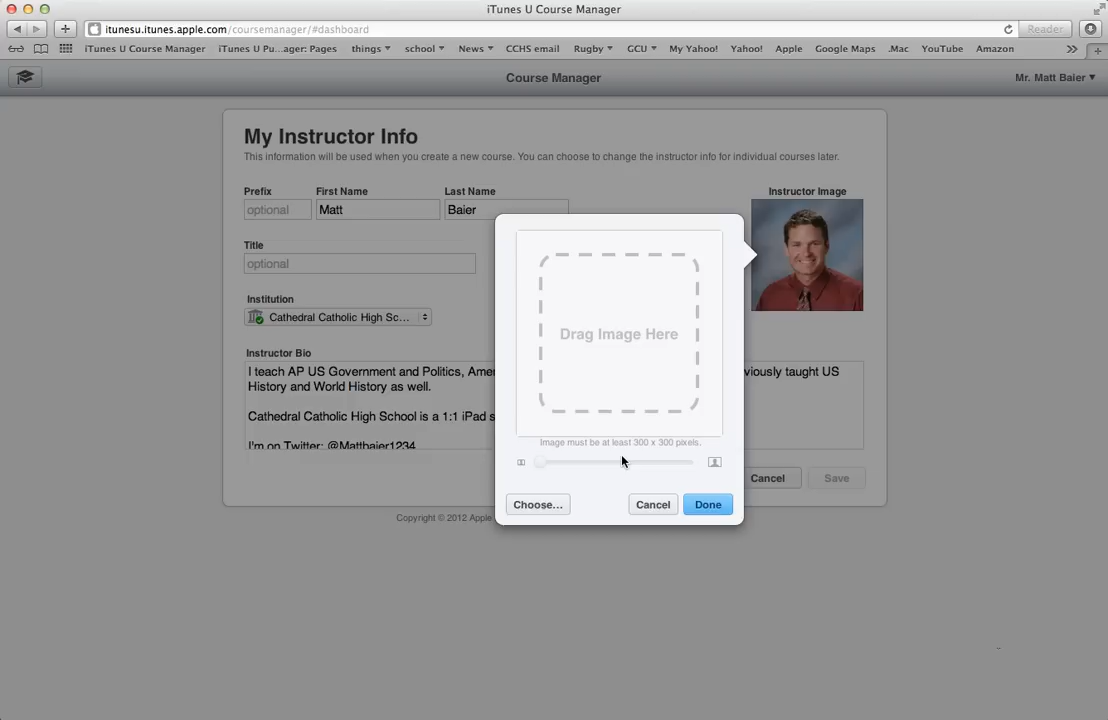 iTunes U Course Manager
itunesu.itunes.apple.com/coursemanager/#dashboard
Reader
iTunes U Course Manager iTunes U Pu...ager: Pages things school News CCHS email Rugby GCU My Yahoo! Yahoo! Apple Google Maps .Mac YouTube Amazon
Course Manager
Mr. Matt Baier
My Instructor Info
This information will be used when you create a new course. You can choose to change the instructor info for individual courses later.
Prefix First Name Last Name Instructor Image
optional Matt Baier
Title
optional
Institution
Cathedral Catholic High Sc...
Instructor Bio
I teach AP US Government and Politics, Amer viously taught US
History and World History as well.
Cathedral Catholic High School is a 1:1 iPad s
I'm on Twitter: @Mattbaier1234
Cancel Save
Copyright © 2012 Apple
Drag Image Here
Image must be at least 300 x 300 pixels.
Choose... Cancel Done